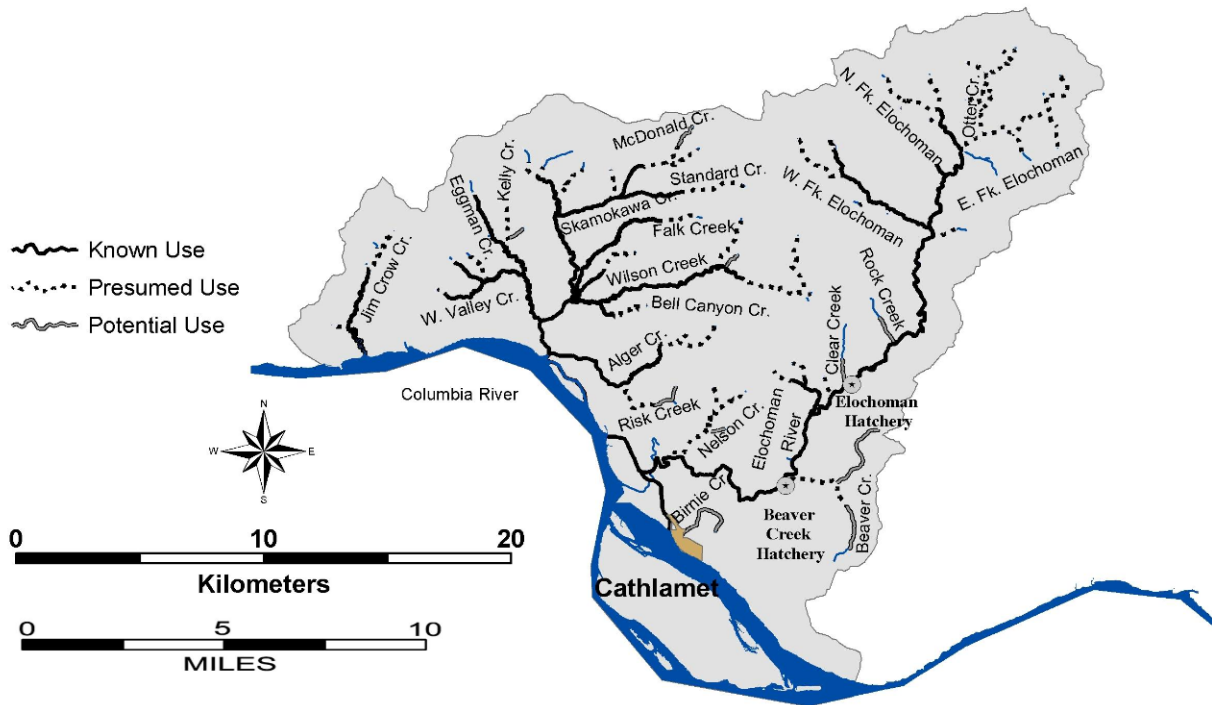 N. Fk. Elochoman
Otter Cr.
McDonald Cr.
Kelly Cr.
Eggman Cr.
Standard Cr.
W. Fk. Elochoman
E. Fk. Elochoman
Skamokawa Cr.
Falk Creek
Known Use
Presumed Use
Potential Use
Jim Crow Cr.
W. Valley Cr.
Wilson Creek
Bell Canyon Cr.
Rock Creek
Alger Cr.
Clear Creek
Columbia River
Risk Creek
Nelson Cr.
Elochoman
River
Elochoman
Hatchery
N
W
E
S
Birnie Cr.
Beaver
Creek
Hatchery
Beaver Cr.
0 10 20
Kilometers
Cathlamet
0 5 10
MILES